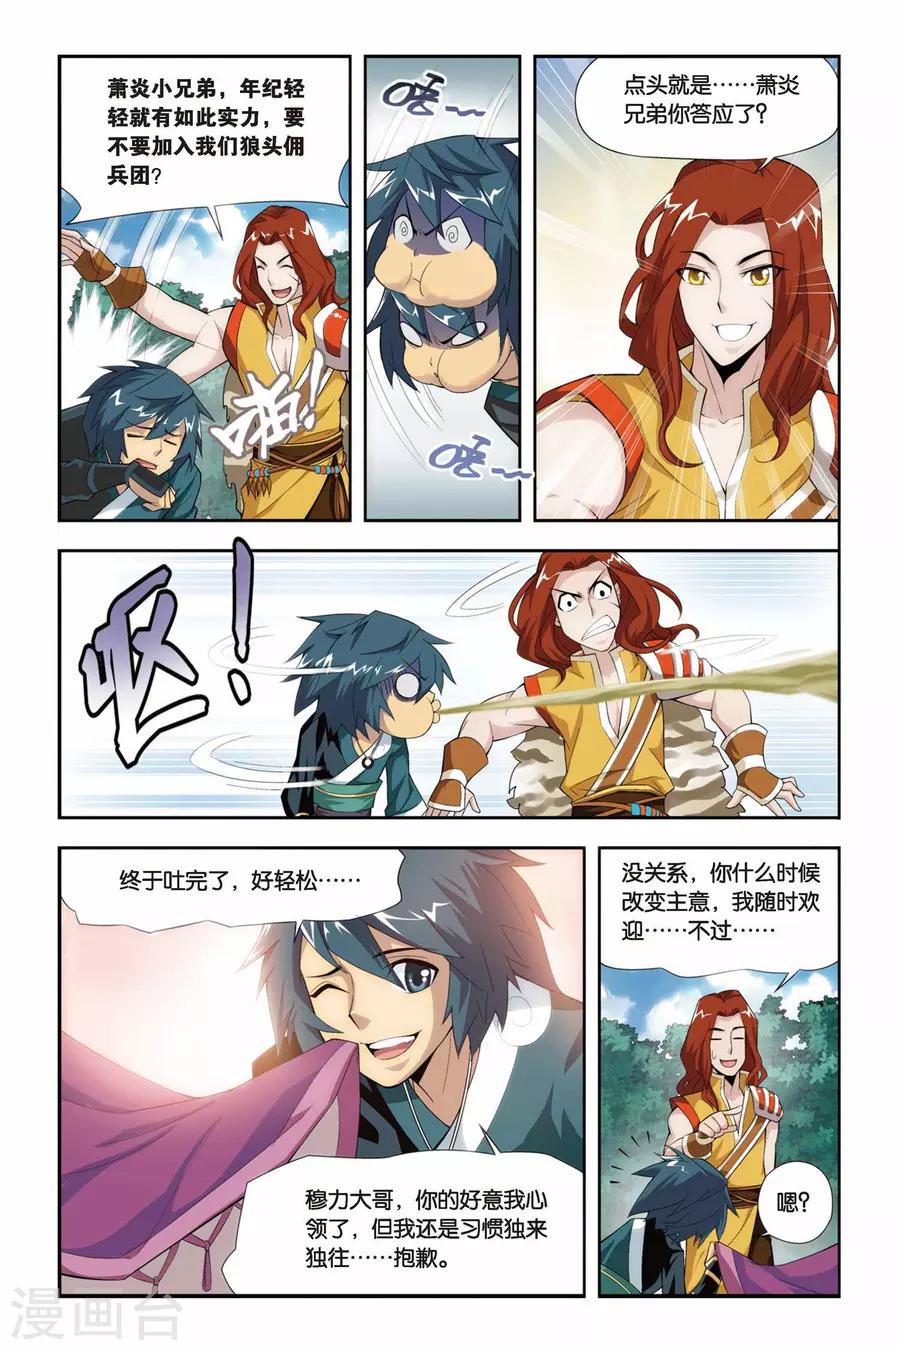 萧炎小兄弟，年纪轻
轻就有如此实力，要
不要加入我们狼头佣
兵团？
啪！
唔～
唔～
点头就是……萧炎
兄弟你答应了？
呕！
终于吐完了，好轻松……
穆力大哥，你的好意我心
领了，但我还是习惯独来
独往……抱歉。
没关系，你什么时候
改变主意，我随时欢
迎……不过……
嗯？
漫画台